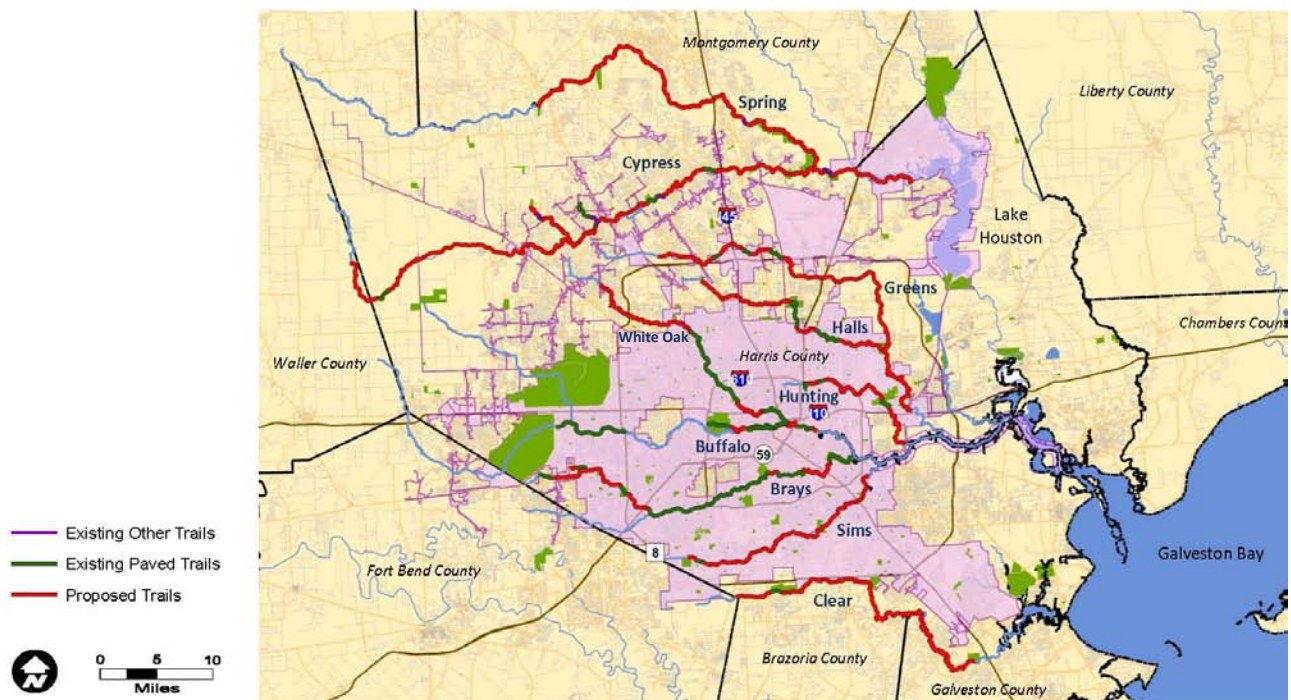 Montgomery County
Liberty County
Spring
Cypress
45
Lake
Houston
Greens
Halls
White Oak
Harris County
Chambers Coun
Waller County
610
Hunting
10
Buffalo
59
Brays
Sims
8
Fort Bend County
Galveston Bay
Clear
Brazoria County
Galveston County
Existing Other Trails
Existing Paved Trails
Proposed Trails
N
0 5 10
Miles